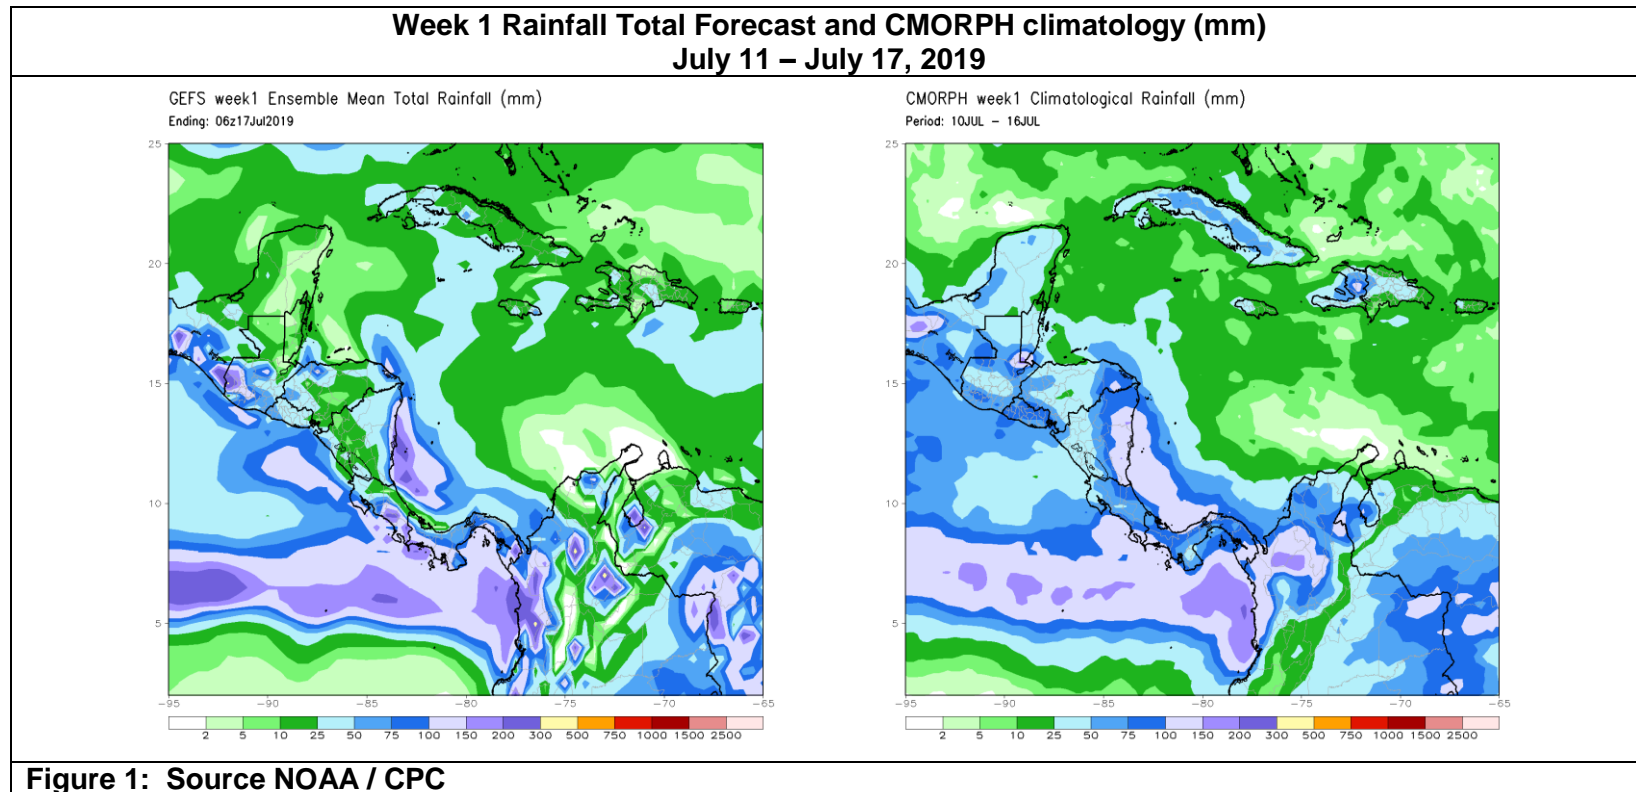 Week 1 Rainfall Total Forecast and CMORPH climatology (mm)
July 11 – July 17, 2019
GEFS week1 Ensemble Mean Total Rainfall (mm)
Ending: 06z17Jul2019
25
20
15
10
5
-95 -90 -85 -80 -75 -70 -65
2 5 10 25 50 75 100 150 200 300 500 750 1000 1500 2500
CMORPH week1 Climatological Rainfall (mm)
Period: 10JUL - 16JUL
25
20
15
10
5
-95 -90 -85 -80 -75 -70 -65
2 5 10 25 50 75 100 150 200 300 500 750 1000 1500 2500
Figure 1: Source NOAA / CPC